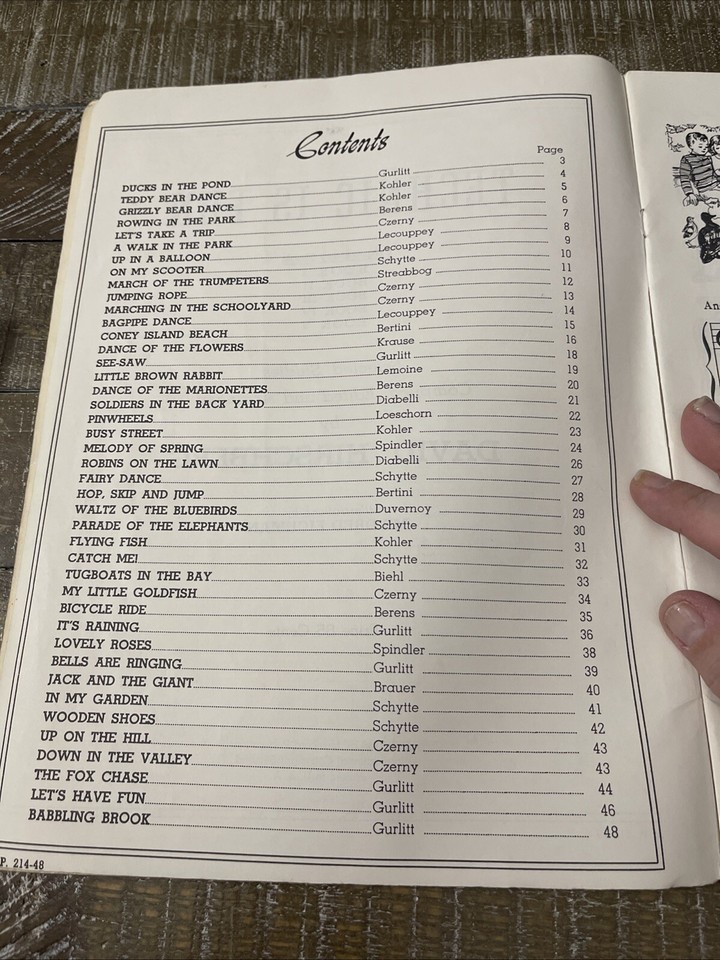 Contents
Page
DUCKS IN THE POND Gurlitt 3
TEDDY BEAR DANCE Kohler 4
GRIZZLY BEAR DANCE Kohler 5
ROWING IN THE PARK Berens 6
LET'S TAKE A TRIP Czerny 7
A WALK IN THE PARK Lecouppey 8
UP IN A BALLOON Lecouppey 9
ON MY SCOOTER Schytte 10
MARCH OF THE TRUMPETERS Streabbog 11
JUMPING ROPE Czerny 12
MARCHING IN THE SCHOOLYARD Czerny 13
BAGPIPE DANCE Lecouppey 14
CONEY ISLAND BEACH Bertini 15
DANCE OF THE FLOWERS Krause 16
SEE-SAW Gurlitt 18
LITTLE BROWN RABBIT Lemoine 19
DANCE OF THE MARIONETTES Berens 20
SOLDIERS IN THE BACK YARD Diabelli 21
PINWHEELS Loeschorn 22
BUSY STREET Kohler 23
MELODY OF SPRING Spindler 24
ROBINS ON THE LAWN Diabelli 26
FAIRY DANCE Schytte 27
HOP, SKIP AND JUMP Bertini 28
WALTZ OF THE BLUEBIRDS Duvernoy 29
PARADE OF THE ELEPHANTS Schytte 30
FLYING FISH Kohler 31
CATCH ME! Schytte 32
TUGBOATS IN THE BAY Biehl 33
MY LITTLE GOLDFISH Czerny 34
BICYCLE RIDE Berens 35
IT'S RAINING Gurlitt 36
LOVELY ROSES Spindler 38
BELLS ARE RINGING Gurlitt 39
JACK AND THE GIANT Brauer 40
IN MY GARDEN Schytte 41
WOODEN SHOES Schytte 42
UP ON THE HILL Czerny 43
DOWN IN THE VALLEY Czerny 43
THE FOX CHASE Gurlitt 44
LET'S HAVE FUN Gurlitt 46
BABBLING BROOK Gurlitt 48
P. 214-48
An